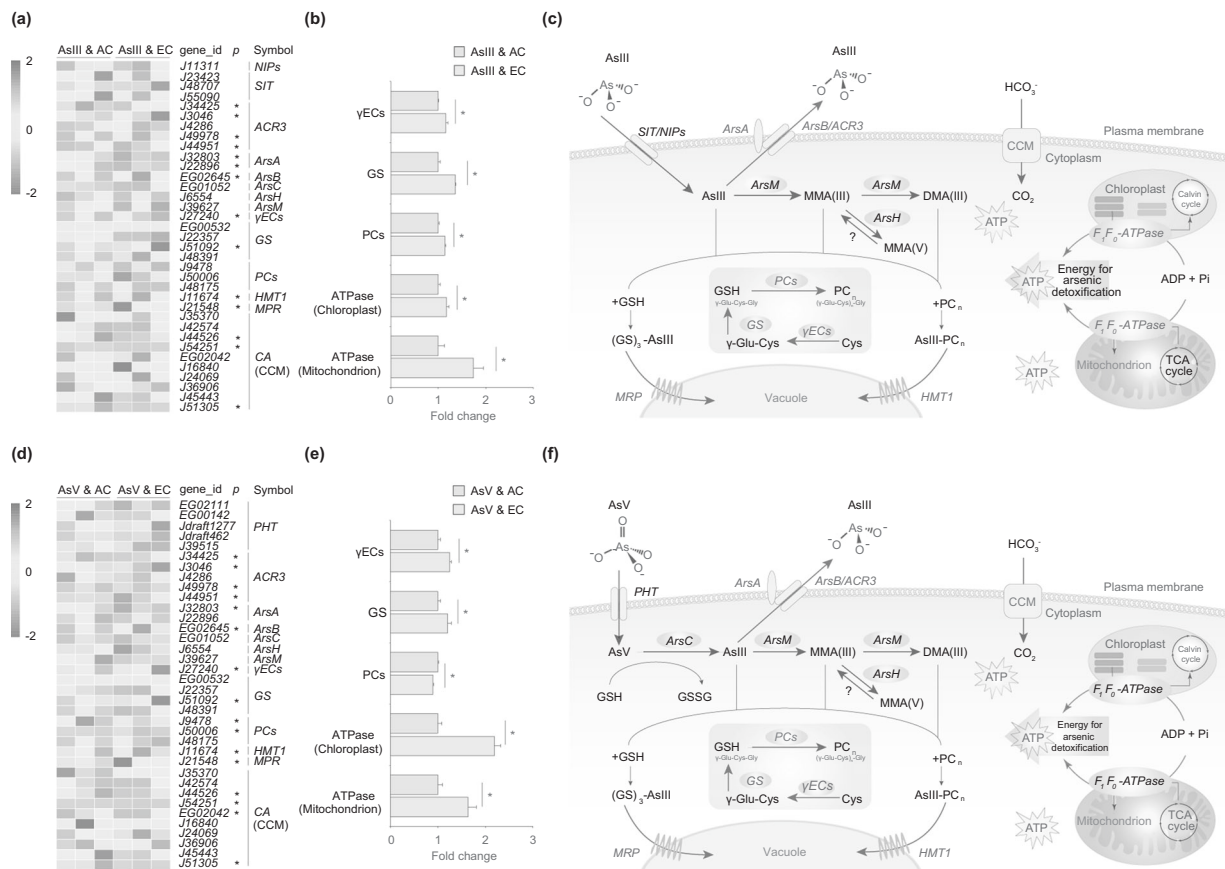 (a)
AsIII & AC AsIII & EC gene_id p Symbol
2
0
-2
J11311 NIPs
J23423
J48707 SIT
J55090
J34425 *
J3046 *
J4286 ACR3
J49978 *
J44951 *
J32803 * ArsA
J22896 *
EG02645 * ArsB
EG01052 ArsC
J6554 ArsH
J39627 ArsM
J27240 * γECs
EG00532
J22357 GS
J51092 *
J48391
J9478
J50006 PCs
J48175
J11674 * HMT1
J21548 * MPR
J35370
J42574
J44526 *
J54251 *
EG02042 CA
J16840 (CCM)
J24069
J36906
J45443
J51305 *
(b)
AsIII & AC
AsIII & EC
γECs *
GS *
PCs *
ATPase
(Chloroplast) *
ATPase
(Mitochondrion) *
0 1 2 3
Fold change
(c)
AsIII
AsIII
⁻O As O⁻
O⁻
⁻O As O⁻
O⁻
HCO₃⁻
SIT/NIPs
ArsA
ArsB/ACR3
Plasma membrane
CCM
Cytoplasm
CO₂
AsIII ArsM MMA(III) ArsM DMA(III)
ArsH
?
MMA(V)
ATP
Chloroplast
Calvin
cycle
F₁F₀-ATPase
ATP
Energy for
arsenic
detoxification
ADP + Pi
F₁F₀-ATPase
Mitochondrion
TCA
cycle
ATP
+GSH
(GS)₃-AsIII
GSH PCs PCn
γ-Glu-Cys-Gly (γ-Glu-Cys)n-Gly
GS
γ-Glu-Cys γECs Cys
+PCn
AsIII-PCn
MRP Vacuole HMT1
(d)
AsV & AC AsV & EC gene_id p Symbol
2
0
-2
EG02111
EG00142
Jdraft1277 PHT
Jdraft462
J39515
J34425 *
J3046 *
J4286 ACR3
J49978 *
J44951 *
J32803 * ArsA
J22896
EG02645 * ArsB
EG01052 ArsC
J6554 ArsH
J39627 ArsM
J27240 * γECs
EG00532
J22357 GS
J51092 *
J48391
J9478 *
J50006 * PCs
J48175
J11674 * HMT1
J21548 * MPR
J35370
J42574
J44526 *
J54251 *
EG02042 * CA
J16840 (CCM)
J24069
J36906
J45443
J51305 *
(e)
AsV & AC
AsV & EC
γECs *
GS *
PCs *
ATPase
(Chloroplast) *
ATPase
(Mitochondrion) *
0 1 2 3
Fold change
(f)
AsV
O
O⁻ As O
O⁻
AsIII
⁻O As O⁻
O⁻
HCO₃⁻
PHT
ArsA
ArsB/ACR3
Plasma membrane
CCM
Cytoplasm
CO₂
AsV ArsC AsIII ArsM MMA(III) ArsM DMA(III)
ArsH
?
MMA(V)
GSH GSSG
ATP
Chloroplast
Calvin
cycle
F₁F₀-ATPase
ATP
Energy for
arsenic
detoxification
ADP + Pi
F₁F₀-ATPase
Mitochondrion
TCA
cycle
ATP
+GSH
(GS)₃-AsIII
GSH PCs PCn
γ-Glu-Cys-Gly (γ-Glu-Cys)n-Gly
GS
γ-Glu-Cys γECs Cys
+PCn
AsIII-PCn
MRP Vacuole HMT1